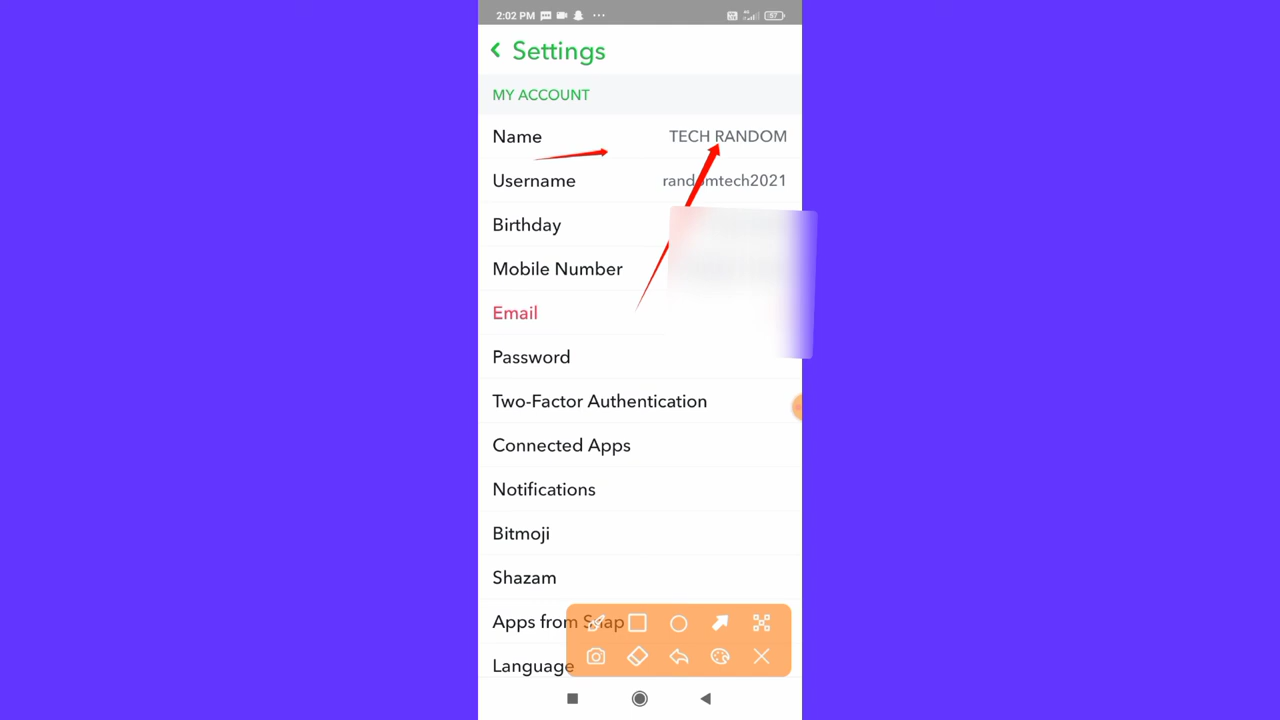 2:02 PM
Settings
MY ACCOUNT
Name TECH RANDOM
Username randomtech2021
Birthday
Mobile Number
Email
Password
Two-Factor Authentication
Connected Apps
Notifications
Bitmoji
Shazam
Apps from Snap
Language